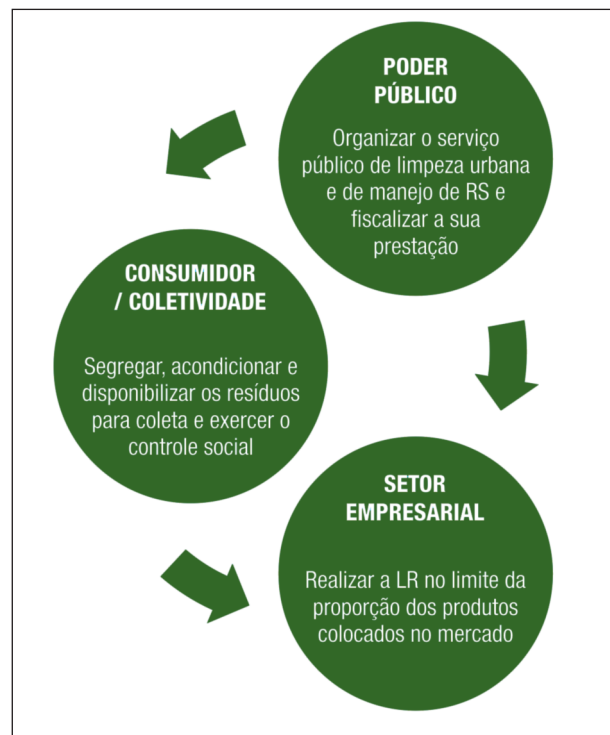 PODER
PÚBLICO
Organizar o serviço
público de limpeza urbana
e de manejo de RS e
fiscalizar a sua
prestação
CONSUMIDOR
/ COLETIVIDADE
Segregar, acondicionar e
disponibilizar os resíduos
para coleta e exercer o
controle social
SETOR
EMPRESARIAL
Realizar a LR no limite da
proporção dos produtos
colocados no mercado